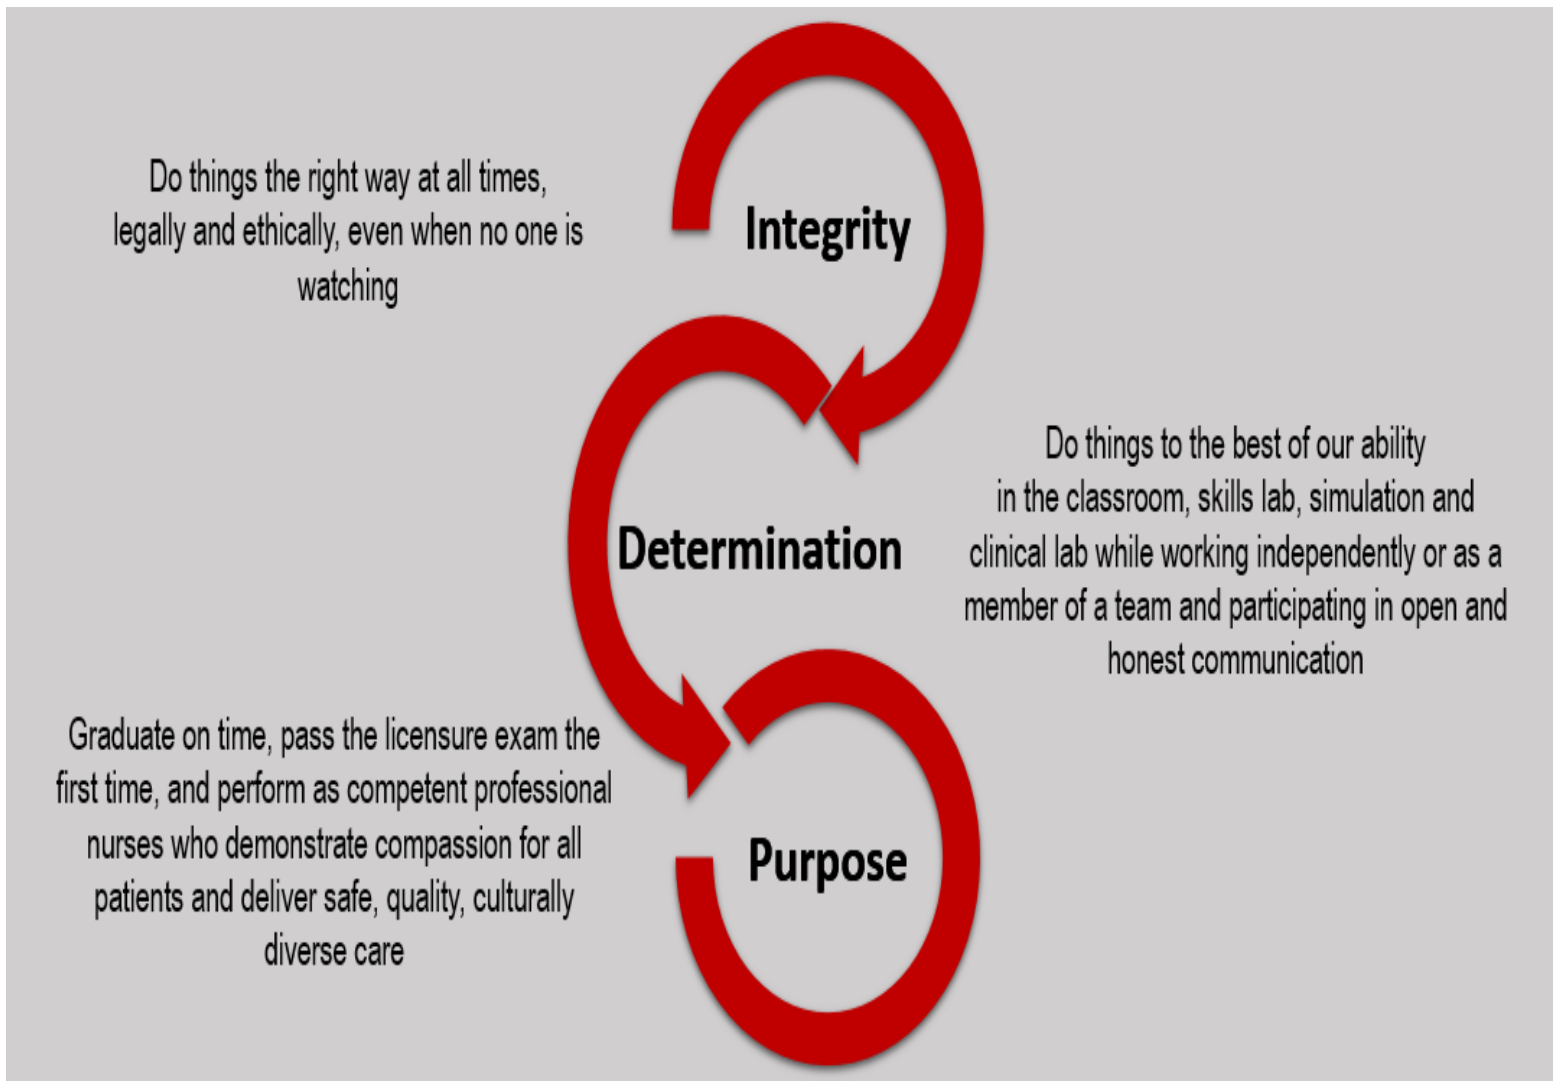 Do things the right way at all times,
legally and ethically, even when no one is
watching
Integrity
Determination
Do things to the best of our ability
in the classroom, skills lab, simulation and
clinical lab while working independently or as a
member of a team and participating in open and
honest communication
Graduate on time, pass the licensure exam the
first time, and perform as competent professional
nurses who demonstrate compassion for all
patients and deliver safe, quality, culturally
diverse care
Purpose